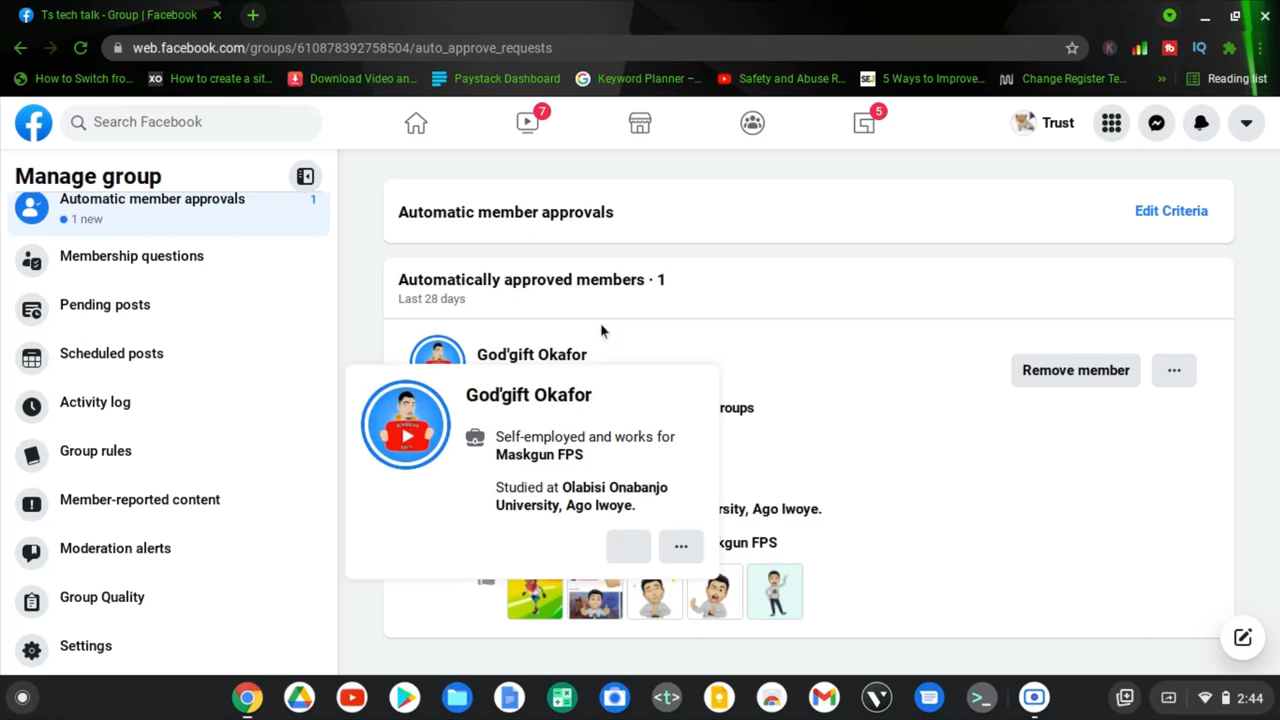 Ts tech talk - Group | Facebook
web.facebook.com/groups/610878392758504/auto_approve_requests
How to Switch fro...
XO How to create a sit...
Download Video an...
Paystack Dashboard
Keyword Planner –...
Safety and Abuse R...
SEJ 5 Ways to Improve...
Change Register Te...
»
Reading list
Search Facebook
7
5
Trust
Manage group
Automatic member approvals 1
1 new
Membership questions
Pending posts
Scheduled posts
Activity log
Group rules
Member-reported content
Moderation alerts
Group Quality
Settings
Automatic member approvals
Edit Criteria
Automatically approved members · 1
Last 28 days
God'gift Okafor
Remove member
...
roups
rsity, Ago Iwoye.
kgun FPS
God'gift Okafor
Self-employed and works for
Maskgun FPS
Studied at Olabisi Onabanjo
University, Ago Iwoye.
...
2:44